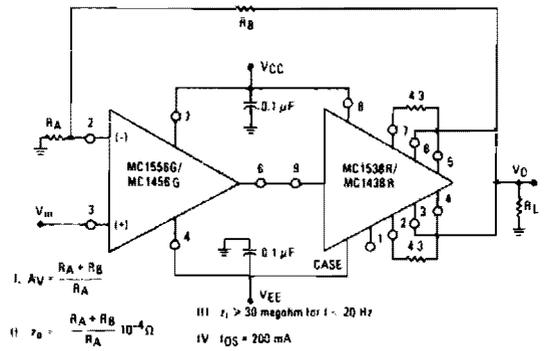 RB
VCC
0.1 µF
RA
2
(-)
7
MC1556G/
MC1456G
6
9
8
MC1538R/
MC1438R
4.3
7
6
5
VO
RL
Vin
3
(+)
4
0.1 µF
CASE
1
2
3
4
4.3
VEE
I. AV = RA + RB / RA
zo = RA + RB / RA 10-4Ω
III zi > 30 megohm for f < 20 Hz
IV IOS = 200 mA